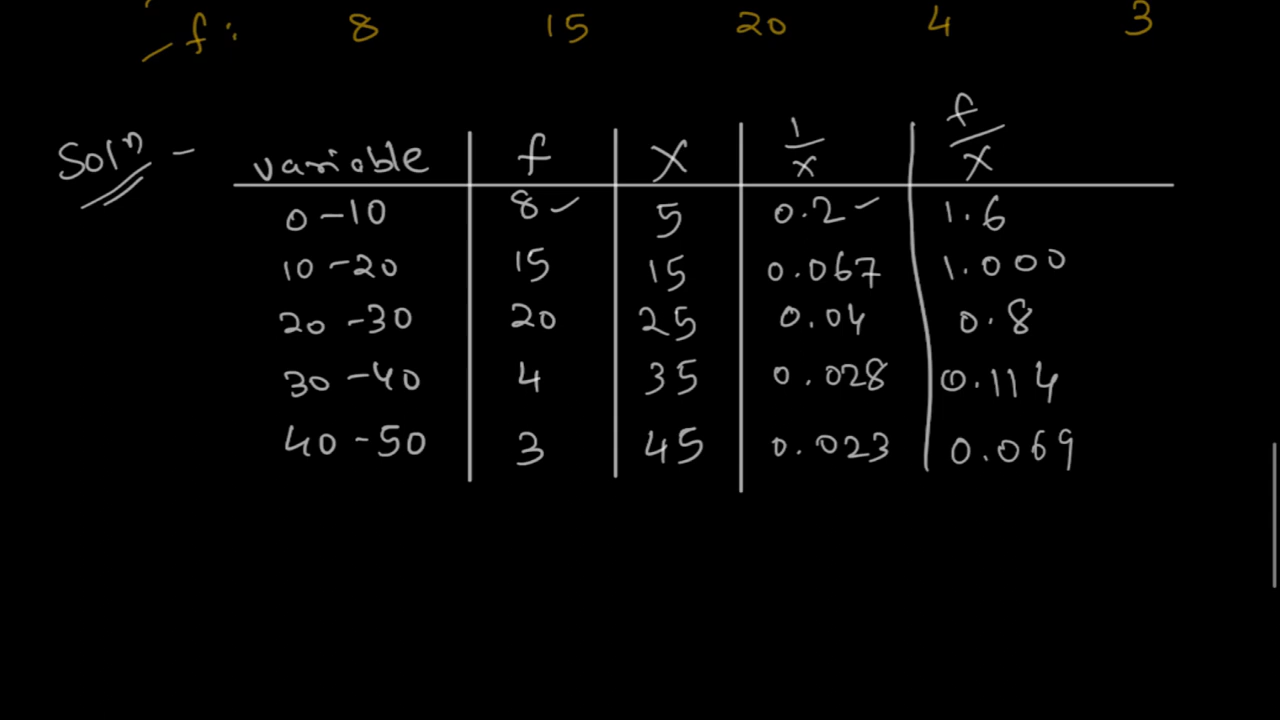 f: 8 15 20 4 3
Solⁿ - variable f X 1/x f/X
0-10 8 5 0.2 1.6
10-20 15 15 0.067 1.000
20-30 20 25 0.04 0.8
30-40 4 35 0.028 0.114
40-50 3 45 0.023 0.069